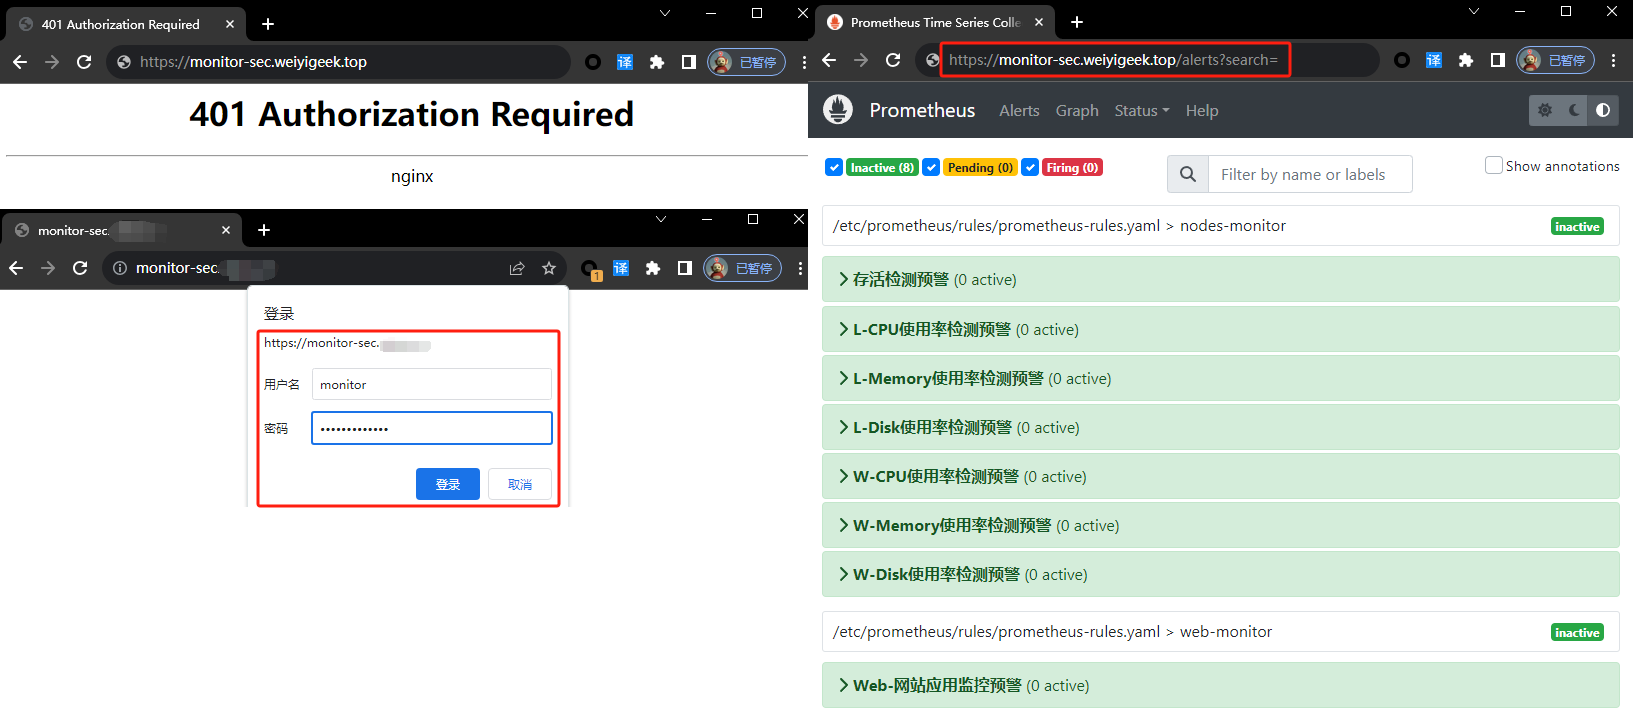 401 Authorization Required
https://monitor-sec.weiyigeek.top
译
已暂停
401 Authorization Required
nginx
monitor-sec.
monitor-sec.
1
译
已暂停
登录
https://monitor-sec.
用户名
monitor
密码
•••••••••••••
登录
取消
Prometheus Time Series Colle
https://monitor-sec.weiyigeek.top/alerts?search=
译
已暂停
Prometheus
Alerts
Graph
Status
Help
Inactive (8)
Pending (0)
Firing (0)
Filter by name or labels
Show annotations
/etc/prometheus/rules/prometheus-rules.yaml > nodes-monitor
inactive
存活检测预警 (0 active)
L-CPU使用率检测预警 (0 active)
L-Memory使用率检测预警 (0 active)
L-Disk使用率检测预警 (0 active)
W-CPU使用率检测预警 (0 active)
W-Memory使用率检测预警 (0 active)
W-Disk使用率检测预警 (0 active)
/etc/prometheus/rules/prometheus-rules.yaml > web-monitor
inactive
Web-网站应用监控预警 (0 active)